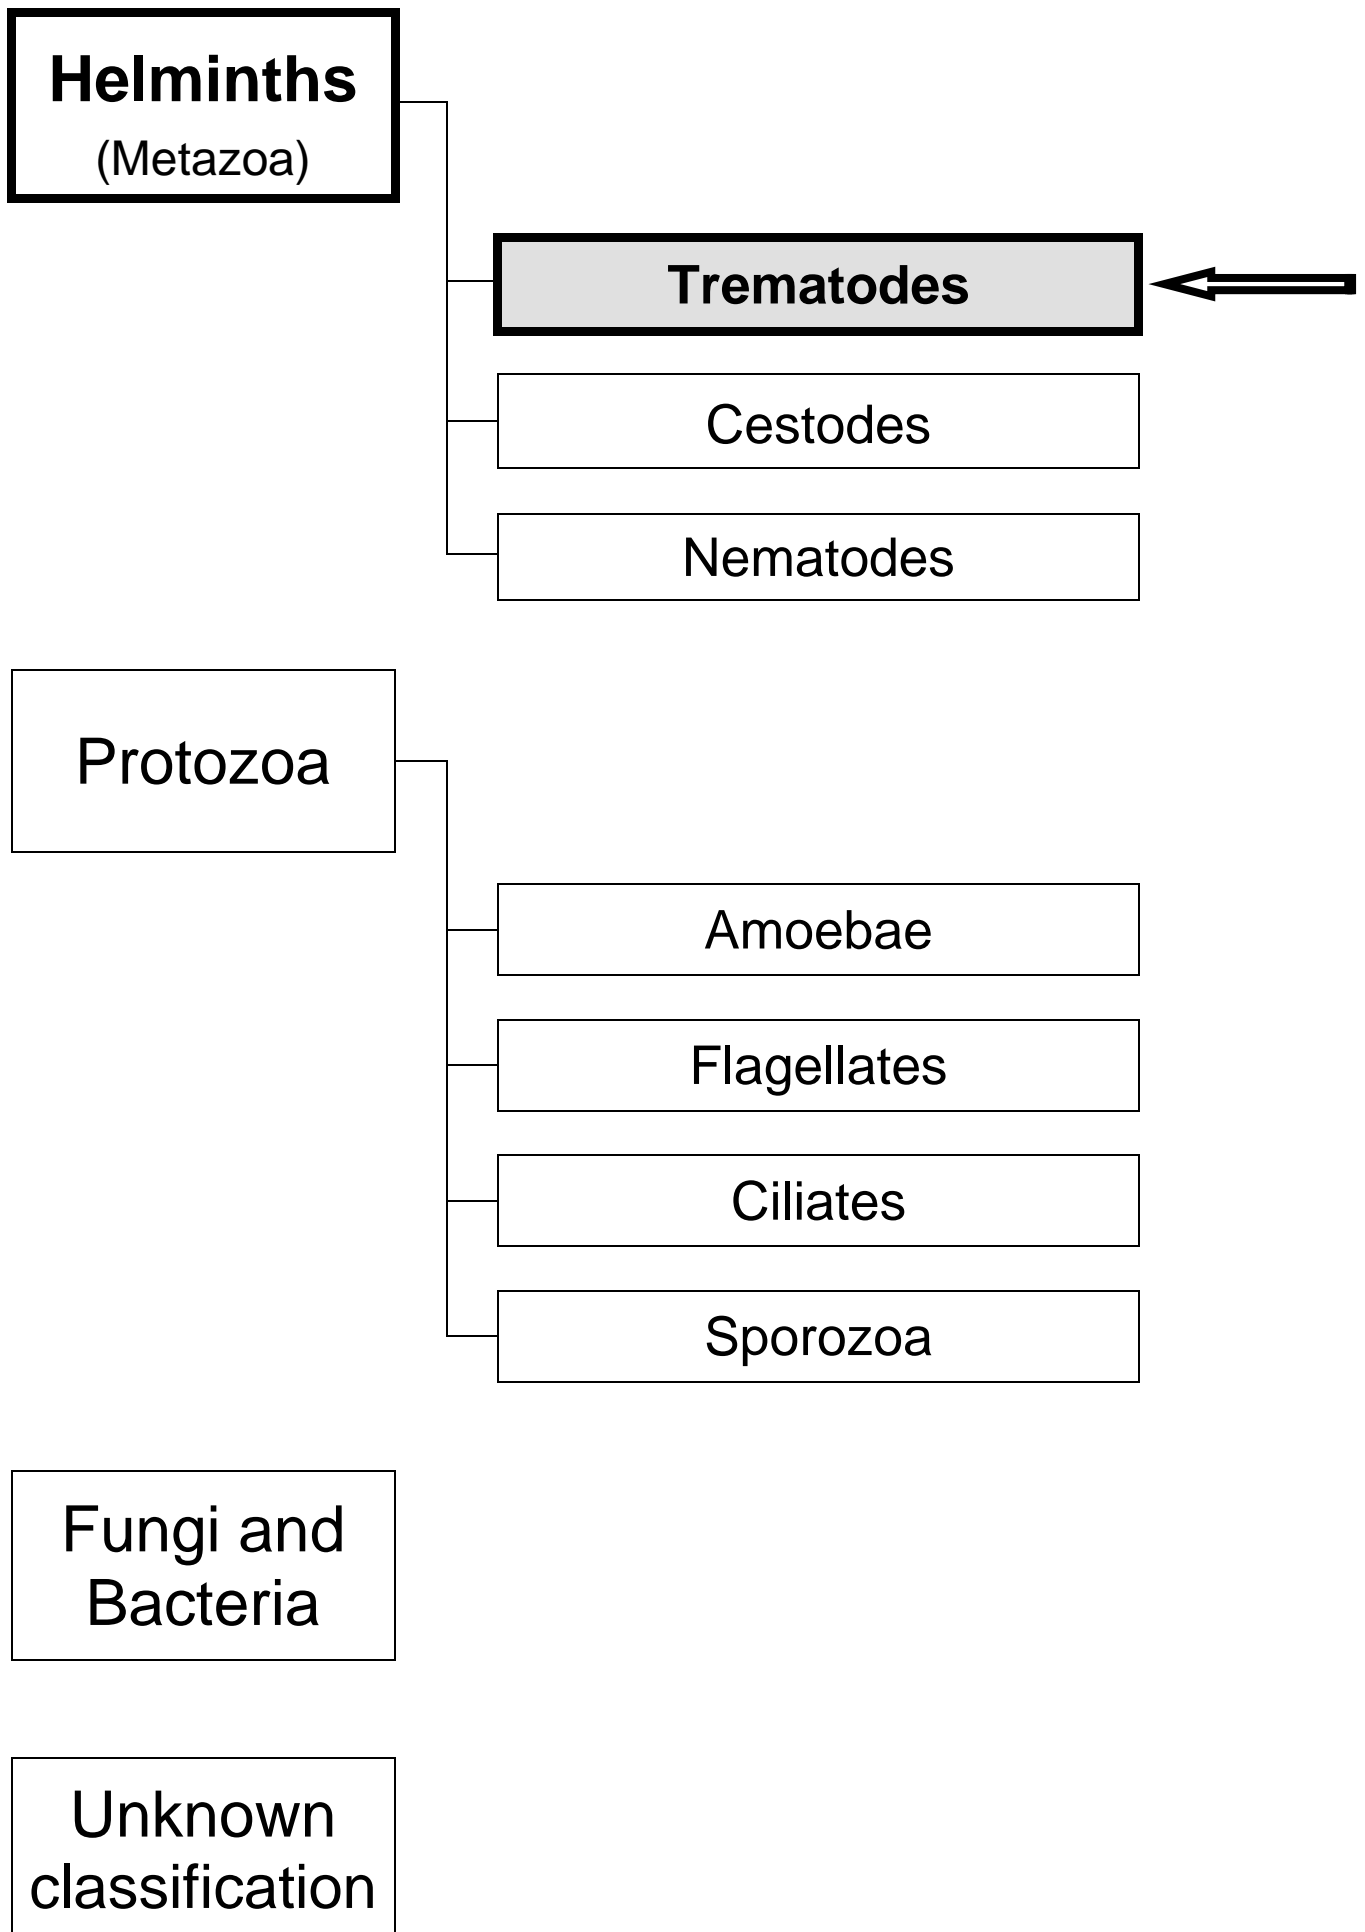 Helminths
(Metazoa)
Trematodes
Cestodes
Nematodes
Protozoa
Amoebae
Flagellates
Ciliates
Sporozoa
Fungi and
Bacteria
Unknown
classification